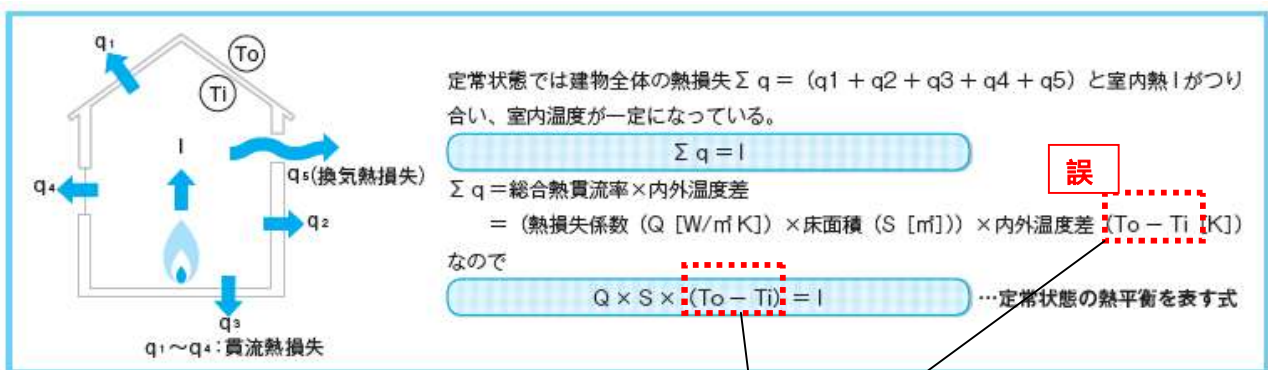 q1
To
Ti
I
q5(換気熱損失)
q4
q2
q3
q1～q4：貫流熱損失
定常状態では建物全体の熱損失Σ q＝（q1＋q2＋q3＋q4＋q5）と室内熱Iがつり
合い、室内温度が一定になっている。
Σ q＝I
誤
Σ q＝総合熱貫流率×内外温度差
＝（熱損失係数（Q［W/㎡K］）×床面積（S［㎡］））×内外温度差（To－Ti［K］）
なので
Q×S×（To－Ti）＝I …定常状態の熱平衡を表す式